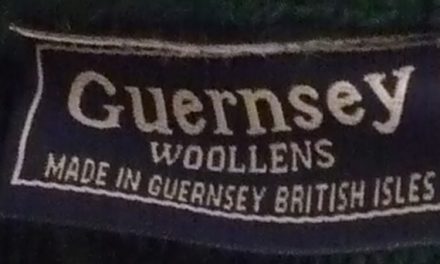 Guernsey
WOOLLENS
MADE IN GUERNSEY BRITISH ISLES